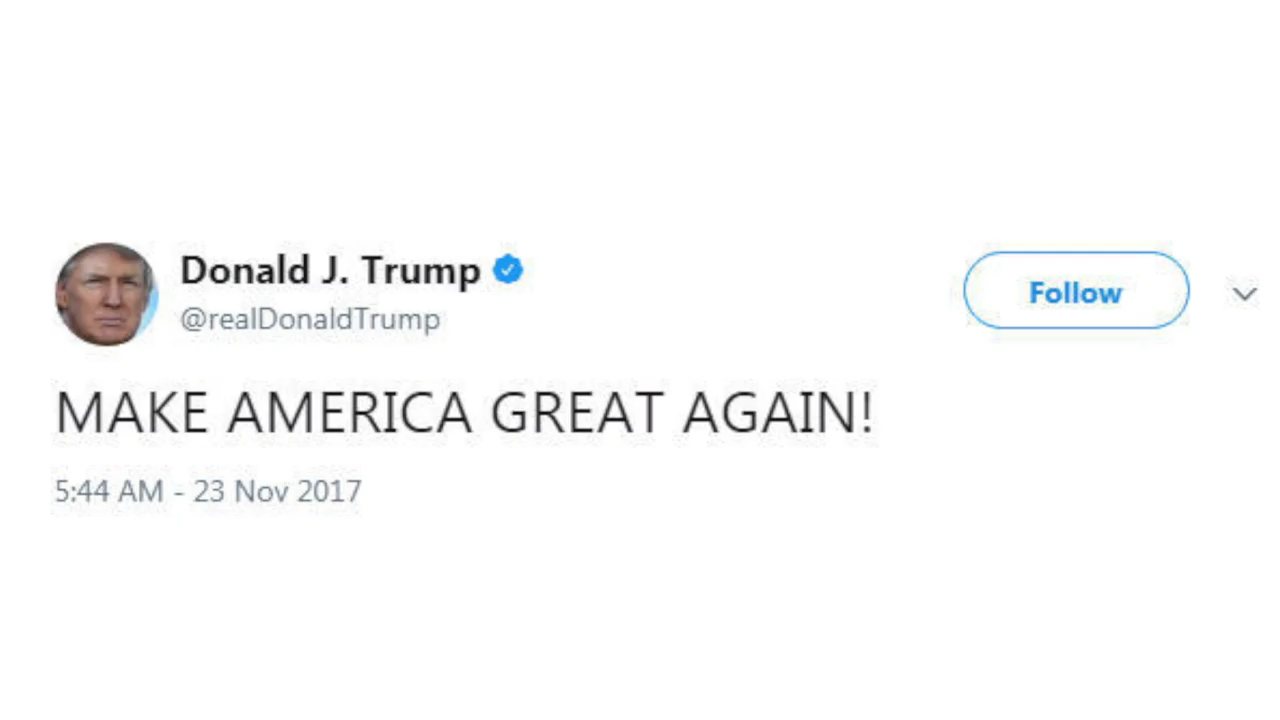 Donald J. Trump
@realDonaldTrump
Follow
MAKE AMERICA GREAT AGAIN!
5:44 AM - 23 Nov 2017